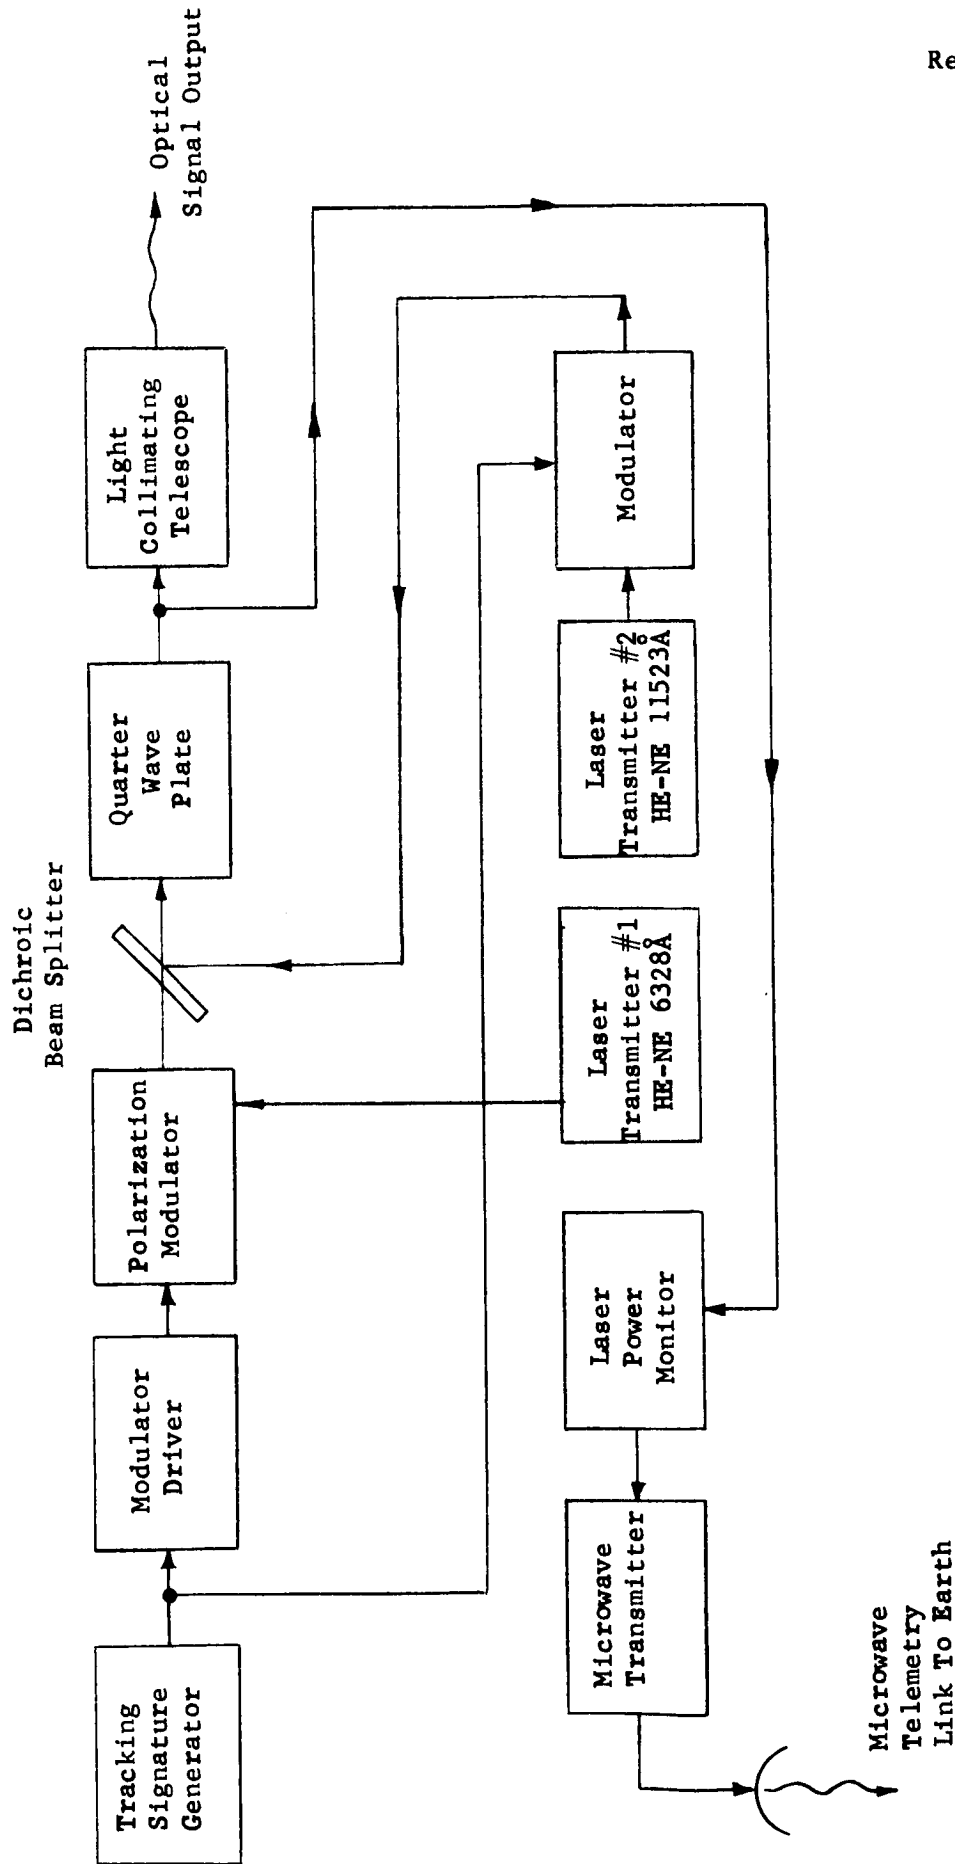 Re
Tracking
Signature
Generator
Modulator
Driver
Polarization
Modulator
Dichroic
Beam Splitter
Quarter
Wave
Plate
Light
Collimating
Telescope
Optical
Signal Output
Microwave
Transmitter
Laser
Power
Monitor
Laser
Transmitter #1
HE-NE 6328Å
Laser
Transmitter #2
HE-NE 11523Å
Modulator
Microwave
Telemetry
Link To Earth